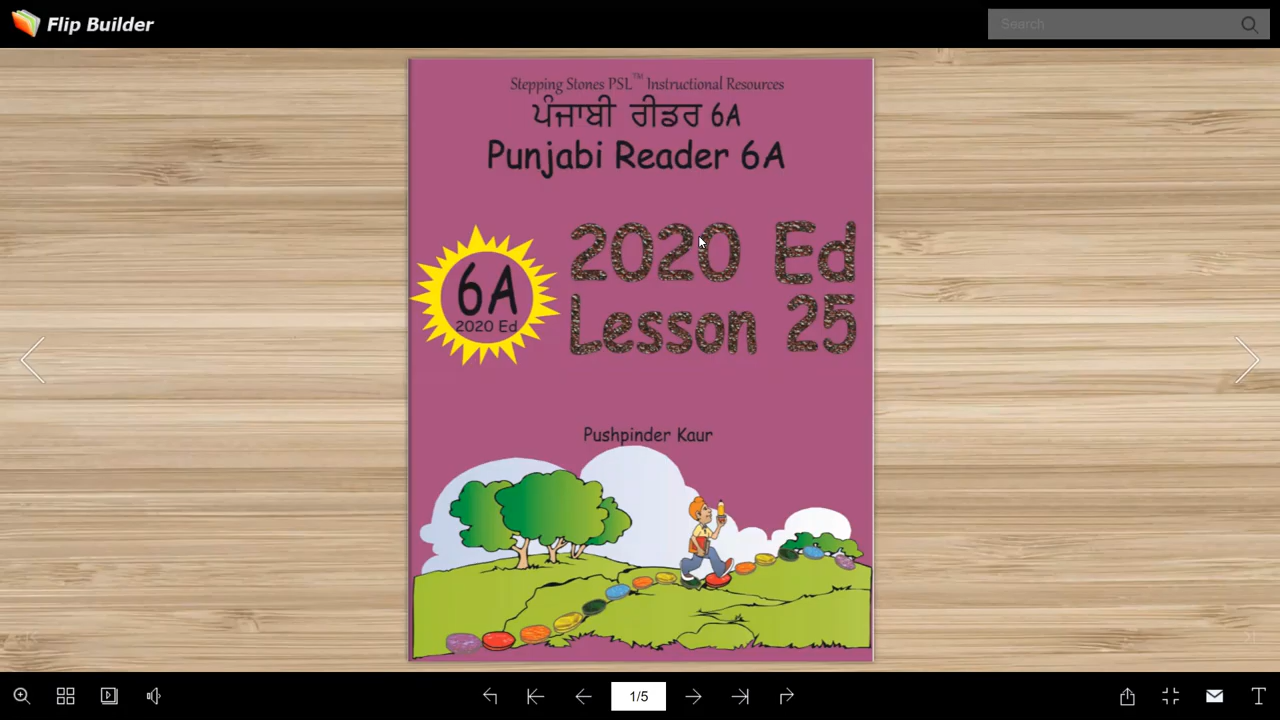 Flip Builder
Search
Stepping Stones PSL™ Instructional Resources
ਪੰਜਾਬੀ ਰੀਡਰ 6A
Punjabi Reader 6A
2020 Ed
Lesson 25
6A
2020 Ed
Pushpinder Kaur
1/5